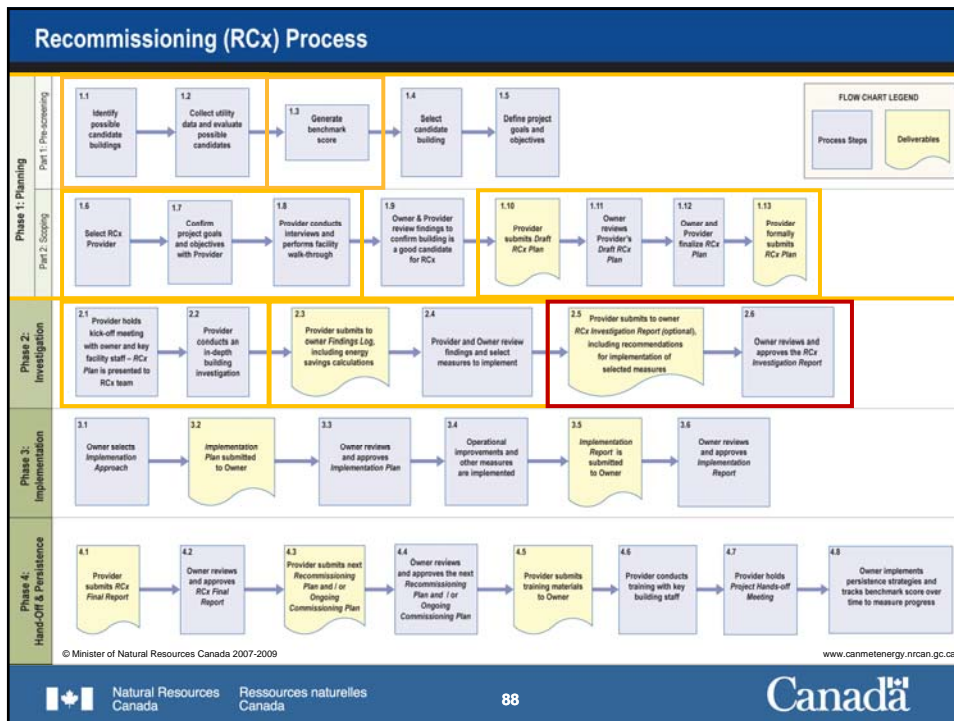 Recommissioning (RCx) Process
Phase 1: Planning
Part 1: Pre-screening
1.1
Identify
possible
candidate
buildings
1.2
Collect utility
data and evaluate
possible
candidates
1.3
Generate
benchmark
score
1.4
Select
candidate
building
1.5
Define project
goals and
objectives
FLOW CHART LEGEND
Process Steps
Deliverables
Part 2: Scoping
1.6
Select RCx
Provider
1.7
Confirm
project goals
and objectives
with Provider
1.8
Provider conducts
interviews and
performs facility
walk-through
1.9
Owner & Provider
review findings to
confirm building is
a good candidate
for RCx
1.10
Provider
submits Draft
RCx Plan
1.11
Owner
reviews
Provider's
Draft RCx
Plan
1.12
Owner and
Provider
finalize RCx
Plan
1.13
Provider
formally
submits
RCx Plan
Phase 2:
Investigation
2.1
Provider holds
kick-off meeting
with owner and key
facility staff – RCx
Plan is presented to
RCx team
2.2
Provider
conducts an
in-depth
building
investigation
2.3
Provider submits to
owner Findings Log,
including energy
savings calculations
2.4
Provider and Owner review
findings and select
measures to implement
2.5
Provider submits to owner
RCx Investigation Report (optional),
including recommendations
for implementation of
selected measures
2.6
Owner reviews and
approves the RCx
Investigation Report
Phase 3:
Implementation
3.1
Owner selects
Implemenation
Approach
3.2
Implementation
Plan submitted
to Owner
3.3
Owner reviews
and approves
Implementation Plan
3.4
Operational
improvements and
other measures
are implemented
3.5
Implementation
Report is
submitted
to Owner
3.6
Owner reviews
and approves
Implementation
Report
Phase 4:
Hand-Off & Persistence
4.1
Provider
submits RCx
Final Report
4.2
Owner reviews
and approves
RCx Final
Report
4.3
Provider submits next
Recommissioning
Plan and / or
Ongoing
Commissioning Plan
4.4
Owner reviews
and approves the next
Recommissioning
Plan and / or
Ongoing
Commissioning Plan
4.5
Provider submits
training materials
to Owner
4.6
Provider conducts
training with key
building staff
4.7
Provider holds
Project Hands-off
Meeting
4.8
Owner implements
persistence strategies and
tracks benchmark score over
time to measure progress
© Minister of Natural Resources Canada 2007-2009
www.canmetenergy.nrcan.gc.ca
Natural Resources
Canada
Ressources naturelles
Canada
88
Canada